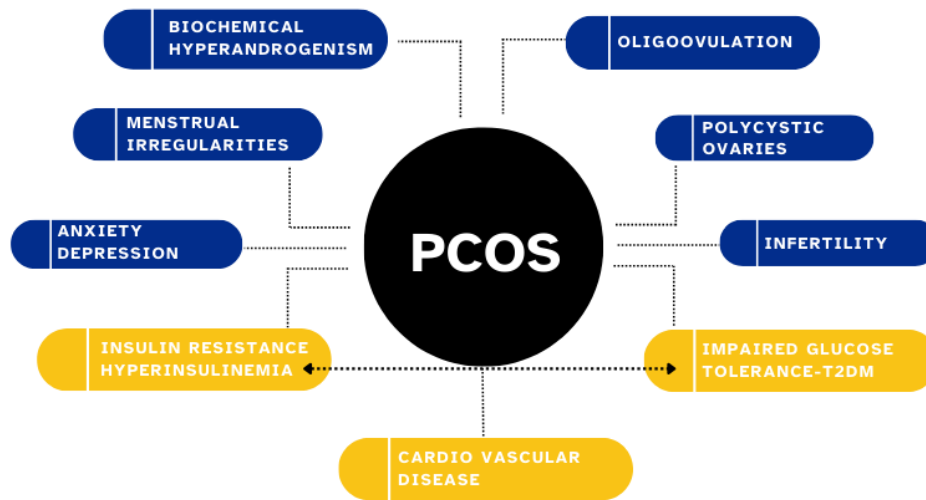 BIOCHEMICAL
HYPERANDROGENISM
OLIGOOVULATION
MENSTRUAL
IRREGULARITIES
POLYCYSTIC
OVARIES
ANXIETY
DEPRESSION
PCOS
INFERTILITY
INSULIN RESISTANCE
HYPERINSULINEMIA
IMPAIRED GLUCOSE
TOLERANCE-T2DM
CARDIO VASCULAR
DISEASE